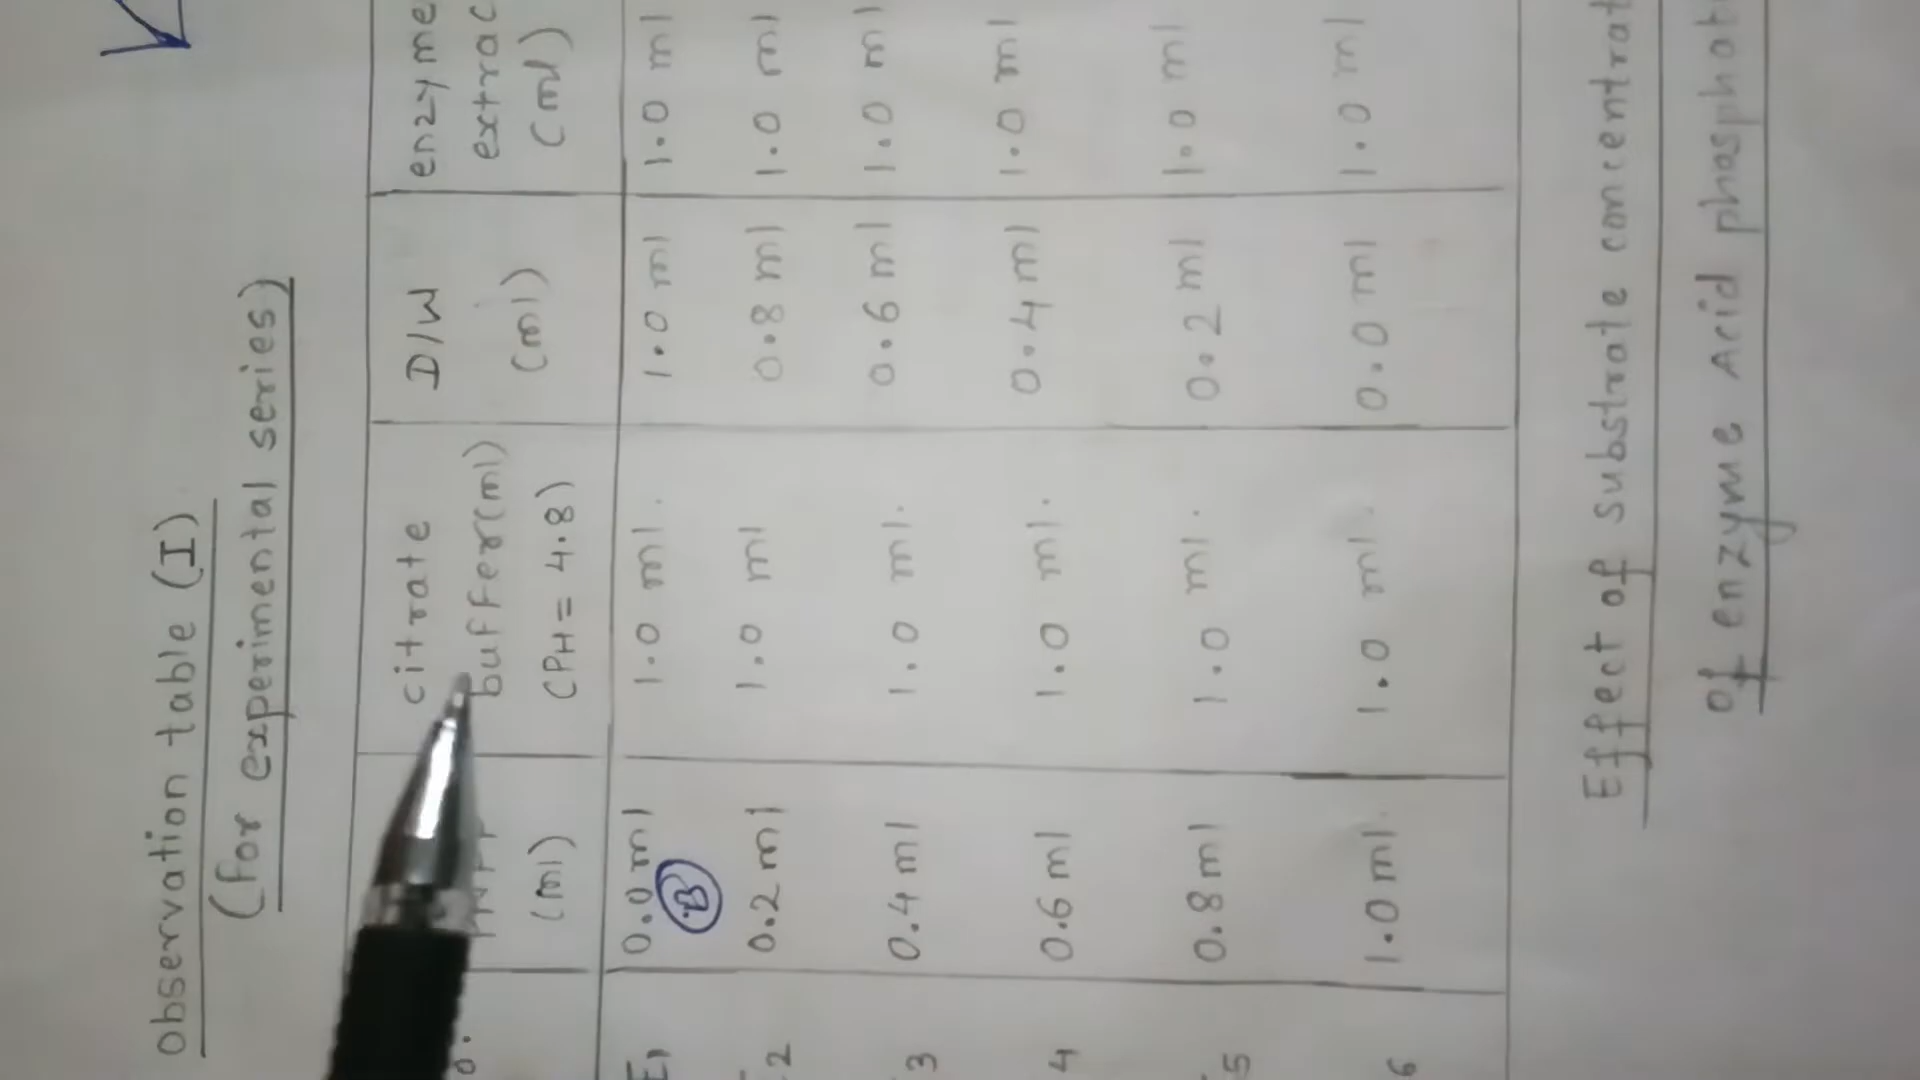 Observation table (I)
(for experimental series)
(ml)
citrate
buffer(ml)
(PH = 4.8)
D/W
(ml)
enzyme
extrac
(ml)
E1 0.0 ml 1.0 ml. 1.0 ml 1.0 ml
B
2 0.2 ml 1.0 ml 0.8 ml 1.0 ml
3 0.4 ml 1.0 ml. 0.6 ml 1.0 ml
4 0.6 ml 1.0 ml. 0.4 ml 1.0 ml
5 0.8 ml 1.0 ml. 0.2 ml 1.0 ml
6 1.0 ml. 1.0 ml. 0.0 ml 1.0 ml
Effect of substrate concentrat
of enzyme Acid phosphat